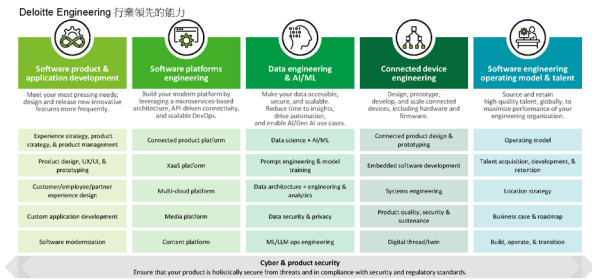 Deloitte Engineering 行業領先的能力
Software product &
application development
Meet your most pressing needs;
design and release new innovative
features more frequently.
Experience strategy, product
strategy, & product management
Product design, UX/UI, &
prototyping
Customer/employee/partner
experience design
Custom application development
Software modernization
Software platforms
engineering
Build your modern platform by
leveraging a microservices-based
architecture, API-driven connectivity,
and scalable DevOps.
Connected product platform
XaaS platform
Multi-cloud platform
Media platform
Content platform
Data engineering
& AI/ML
Make your data accessible,
secure, and scalable.
Reduce time to insights,
drive automation,
and enable AI/Gen AI use cases.
Data science + AI/ML
Prompt engineering & model
training
Data architecture + engineering &
analytics
Data security & privacy
ML/LLM ops engineering
Connected device
engineering
Design, prototype,
develop, and scale connected
devices, including hardware and
firmware.
Connected product design &
prototyping
Embedded software development
Systems engineering
Product quality, security &
sustenance
Digital thread/twin
Software engineering
operating model & talent
Source and retain
high-quality talent, globally, to
maximize performance of your
engineering organization.
Operating model
Talent acquisition, development, &
retention
Location strategy
Business case & roadmap
Build, operate, & transition
Cyber & product security
Ensure that your product is holistically secure from threats and in compliance with security and regulatory standards.